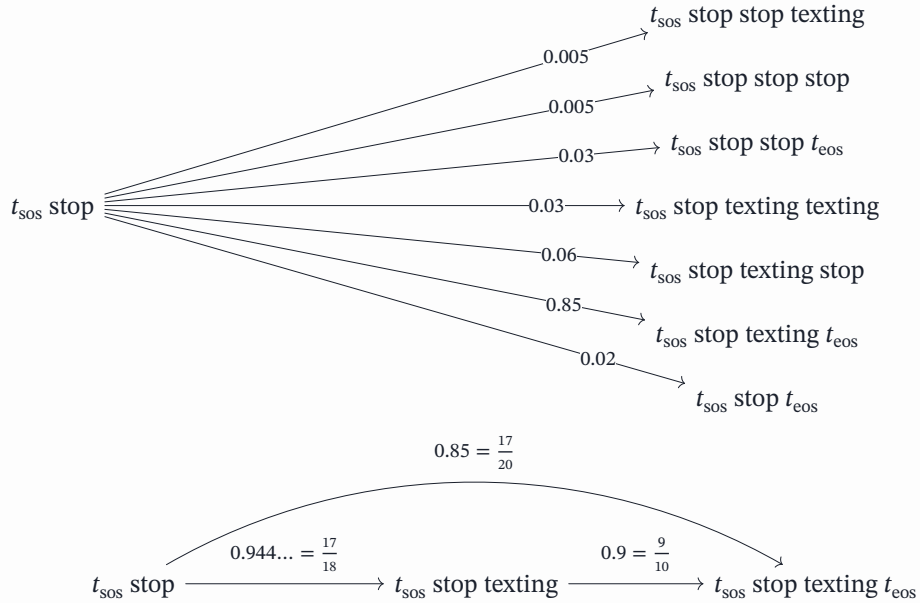 t_sos stop stop texting
0.005
t_sos stop stop stop
0.005
t_sos stop stop t_eos
0.03
t_sos stop
0.03
t_sos stop texting texting
0.06
t_sos stop texting stop
0.85
t_sos stop texting t_eos
0.02
t_sos stop t_eos
0.85 = 17/20
0.944... = 17/18
0.9 = 9/10
t_sos stop
t_sos stop texting
t_sos stop texting t_eos